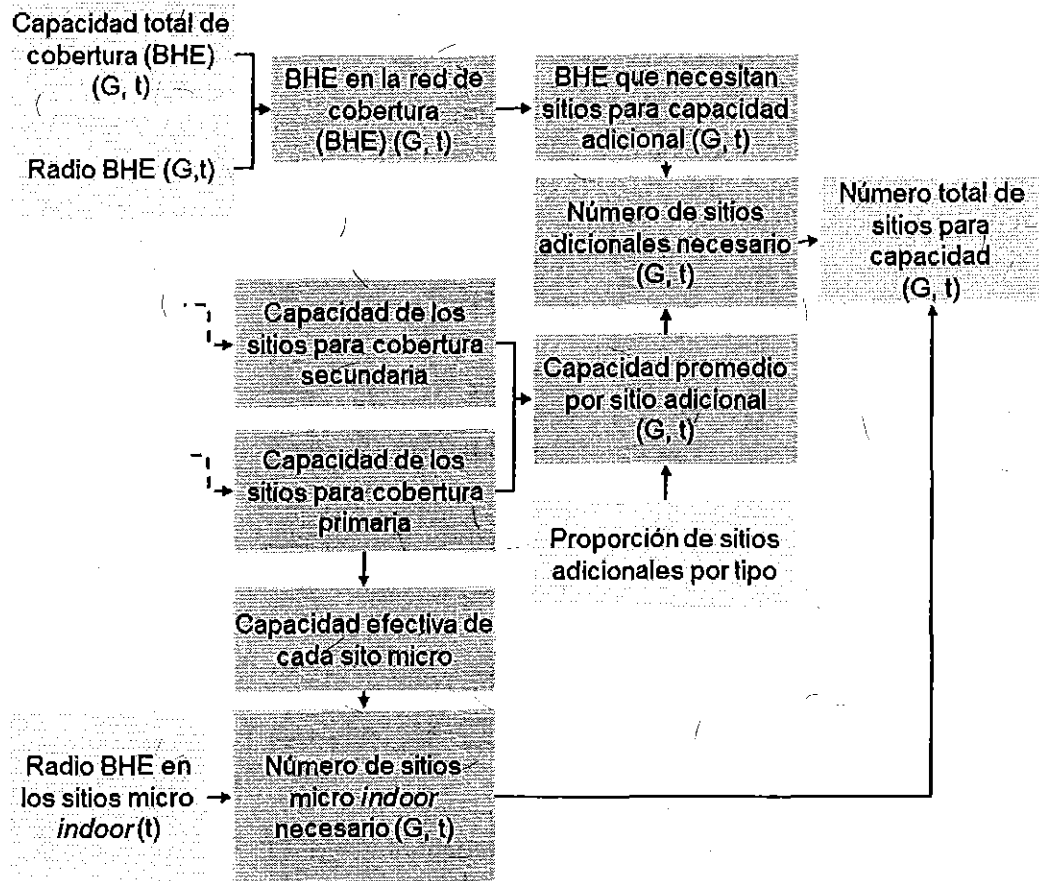 Capacidad total de
cobertura (BHE)
(G, t)
Radio BHE (G,t)
BHE en la red de
cobertura
(BHE) (G, t)
BHE que necesitan
sitios para capacidad
adicional (G, t)
Número de sitios
adicionales necesario
(G, t)
Número total de
sitios para
capacidad
(G, t)
Capacidad de los
sitios para cobertura
secundaria
Capacidad de los
sitios para cobertura
primaria
Capacidad promedio
por sitio adicional
(G, t)
Proporción de sitios
adicionales por tipo
Capacidad efectiva de
cada sito micro
Radio BHE en
los sitios micro
indoor(t)
Número de sitios
micro indoor
necesario (G, t)